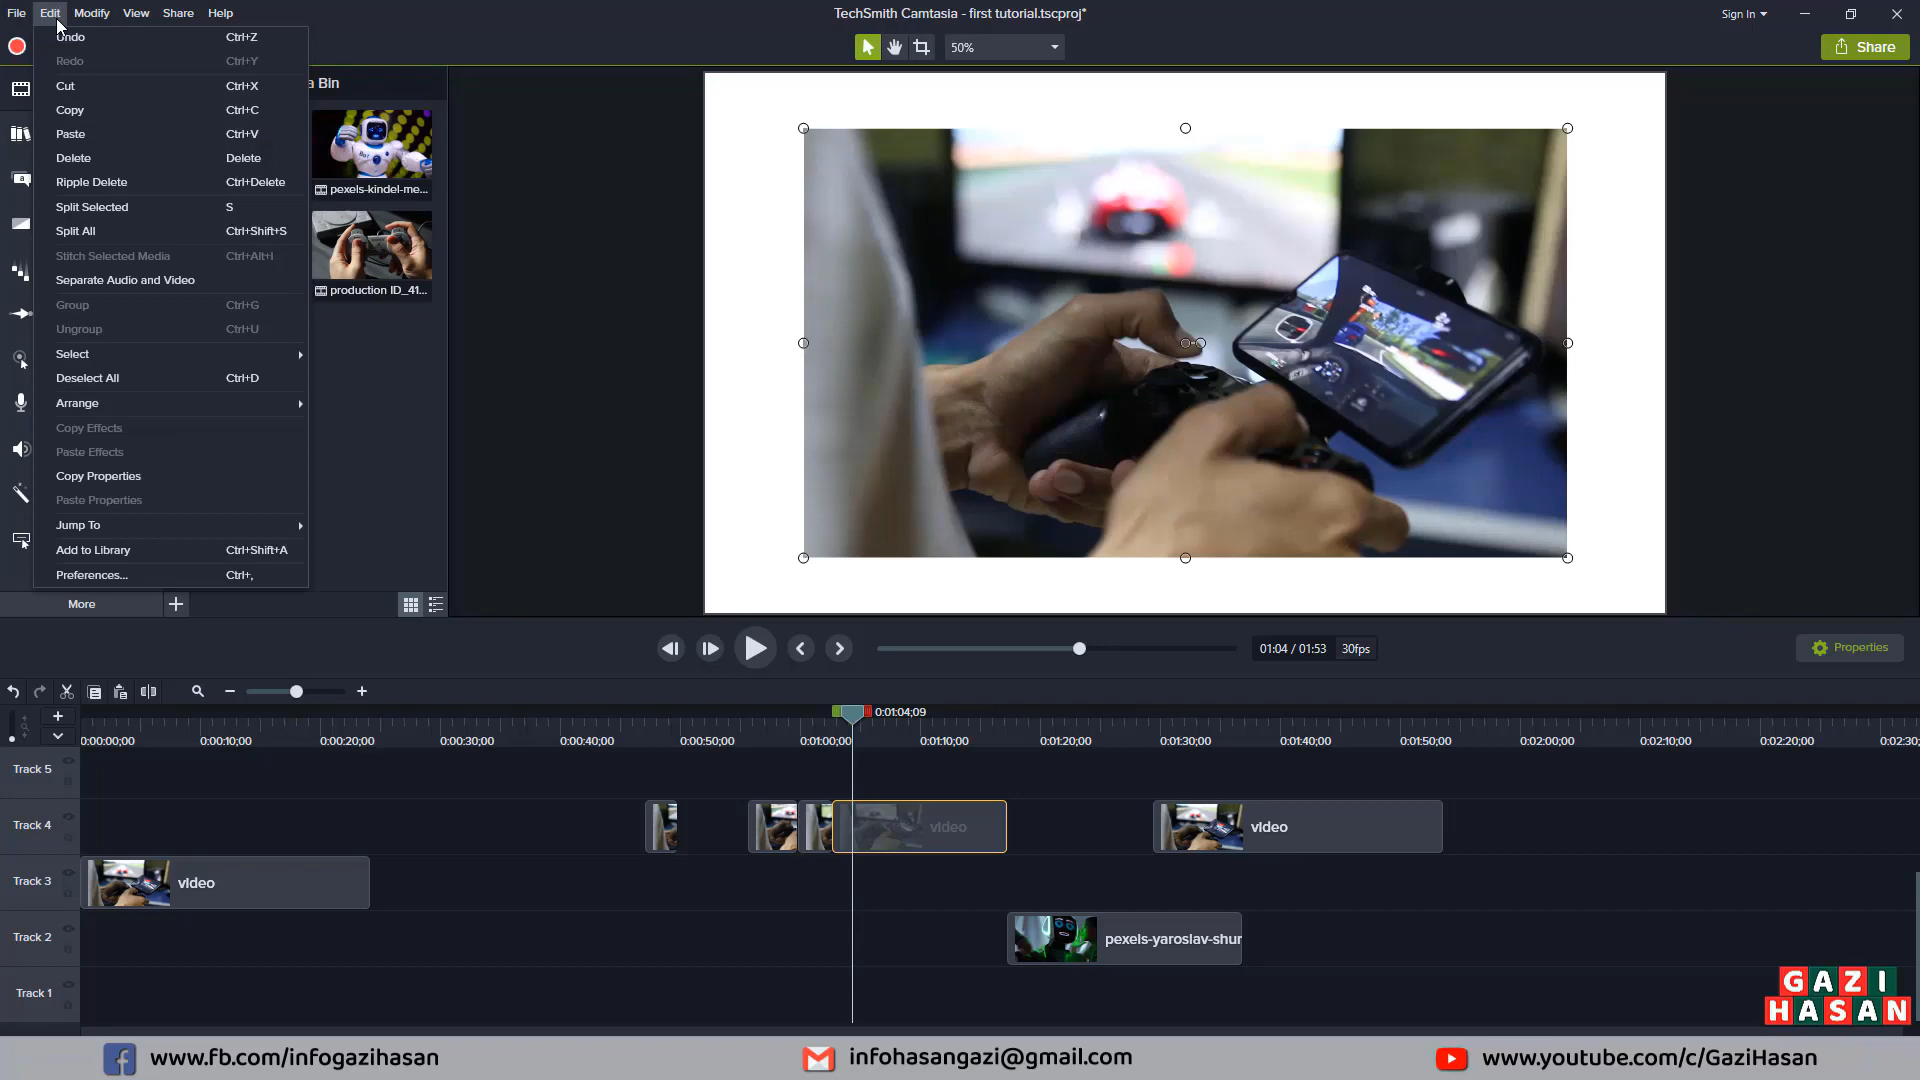 File Edit Modify View Share Help
TechSmith Camtasia - first tutorial.tscproj*
Sign In
50%
Share
Undo Ctrl+Z
Redo Ctrl+Y
Cut Ctrl+X
Copy Ctrl+C
Paste Ctrl+V
Delete Delete
Ripple Delete Ctrl+Delete
Split Selected S
Split All Ctrl+Shift+S
Stitch Selected Media Ctrl+Alt+I
Separate Audio and Video
Group Ctrl+G
Ungroup Ctrl+U
Select
Deselect All Ctrl+D
Arrange
Copy Effects
Paste Effects
Copy Properties
Paste Properties
Jump To
Add to Library Ctrl+Shift+A
Preferences... Ctrl+,
a Bin
pexels-kindel-me...
production ID_41...
More
01:04 / 01:53 30fps
Properties
0:01:04;09
0:00:00;00 0:00:10;00 0:00:20;00 0:00:30;00 0:00:40;00 0:00:50;00 0:01:00;00 0:01:10;00 0:01:20;00 0:01:30;00 0:01:40;00 0:01:50;00 0:02:00;00 0:02:10;00 0:02:20;00 0:02:30;
Track 5
Track 4
video
video
Track 3
video
Track 2
pexels-yaroslav-shur
Track 1
GAZI
HASAN
www.fb.com/infogazihasan
infohasangazi@gmail.com
www.youtube.com/c/GaziHasan